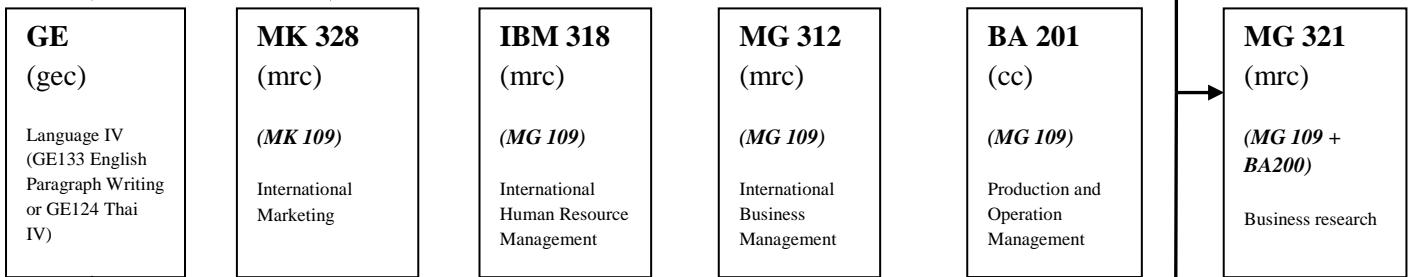 GE
(gec)
Language IV
(GE133 English
Paragraph Writing
or GE124 Thai
IV)
MK 328
(mrc)
(MK 109)
International
Marketing
IBM 318
(mrc)
(MG 109)
International
Human Resource
Management
MG 312
(mrc)
(MG 109)
International
Business
Management
BA 201
(cc)
(MG 109)
Production and
Operation
Management
MG 321
(mrc)
(MG 109 +
BA200)
Business research